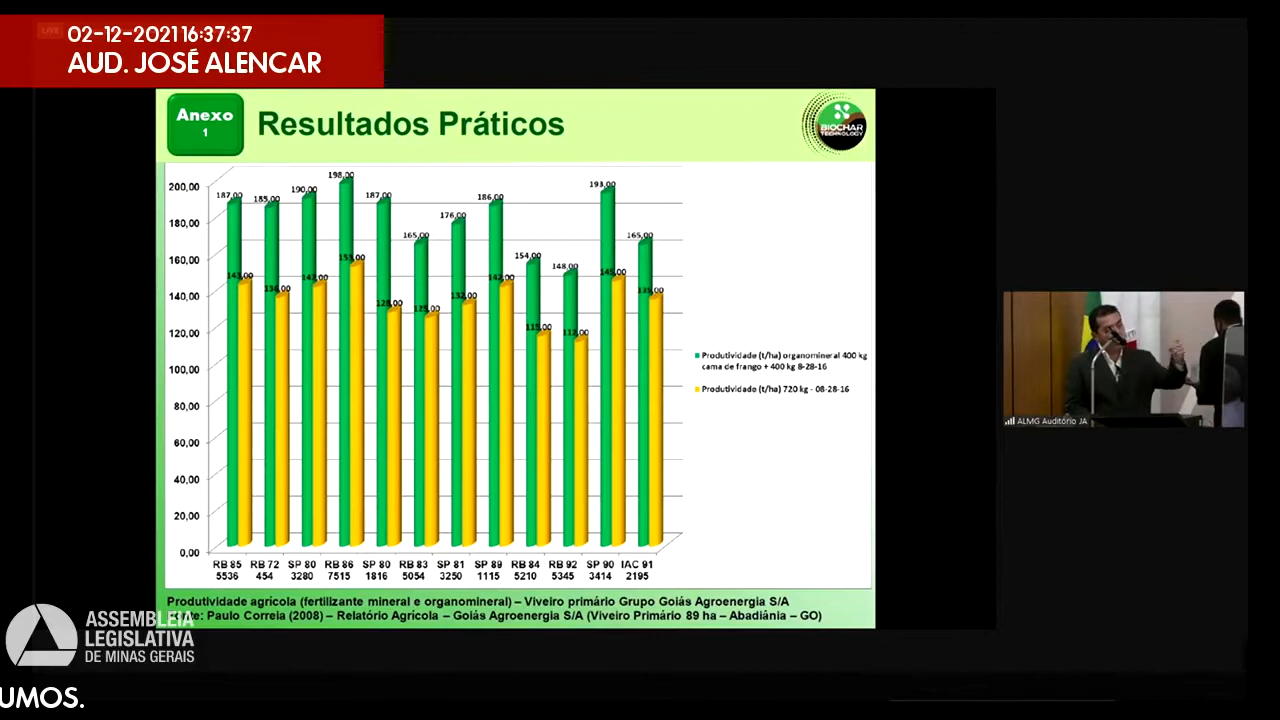 LIVE
02-12-2021 16:37:37
AUD. JOSÉ ALENCAR
Anexo
1
Resultados Práticos
BIOCHAR
TECHNOLOGY
200,00
180,00
160,00
140,00
120,00
100,00
80,00
60,00
40,00
20,00
0,00
187,00
185,00
190,00
198,00
187,00
165,00
176,00
186,00
154,00
148,00
193,00
165,00
143,00
136,00
142,00
153,00
128,00
125,00
132,00
142,00
115,00
112,00
145,00
135,00
RB 85 RB 72 SP 80 RB 86 SP 80 RB 83 SP 81 SP 89 RB 84 RB 92 SP 90 IAC 91
5536 454 3280 7515 1816 5054 3250 1115 5210 5345 3414 2195
Produtividade (t/ha) organomineral 400 kg
cama de frango + 400 kg 8-28-16
Produtividade (t/ha) 720 kg - 08-28-16
Produtividade agrícola (fertilizante mineral e organomineral) – Viveiro primário Grupo Goiás Agroenergia S/A
Paulo Correia (2008) – Relatório Agrícola – Goiás Agroenergia S/A (Viveiro Primário 89 ha – Abadiânia – GO)
ALMG Auditório JA
ASSEMBLEIA
LEGISLATIVA
DE MINAS GERAIS
UMOS.